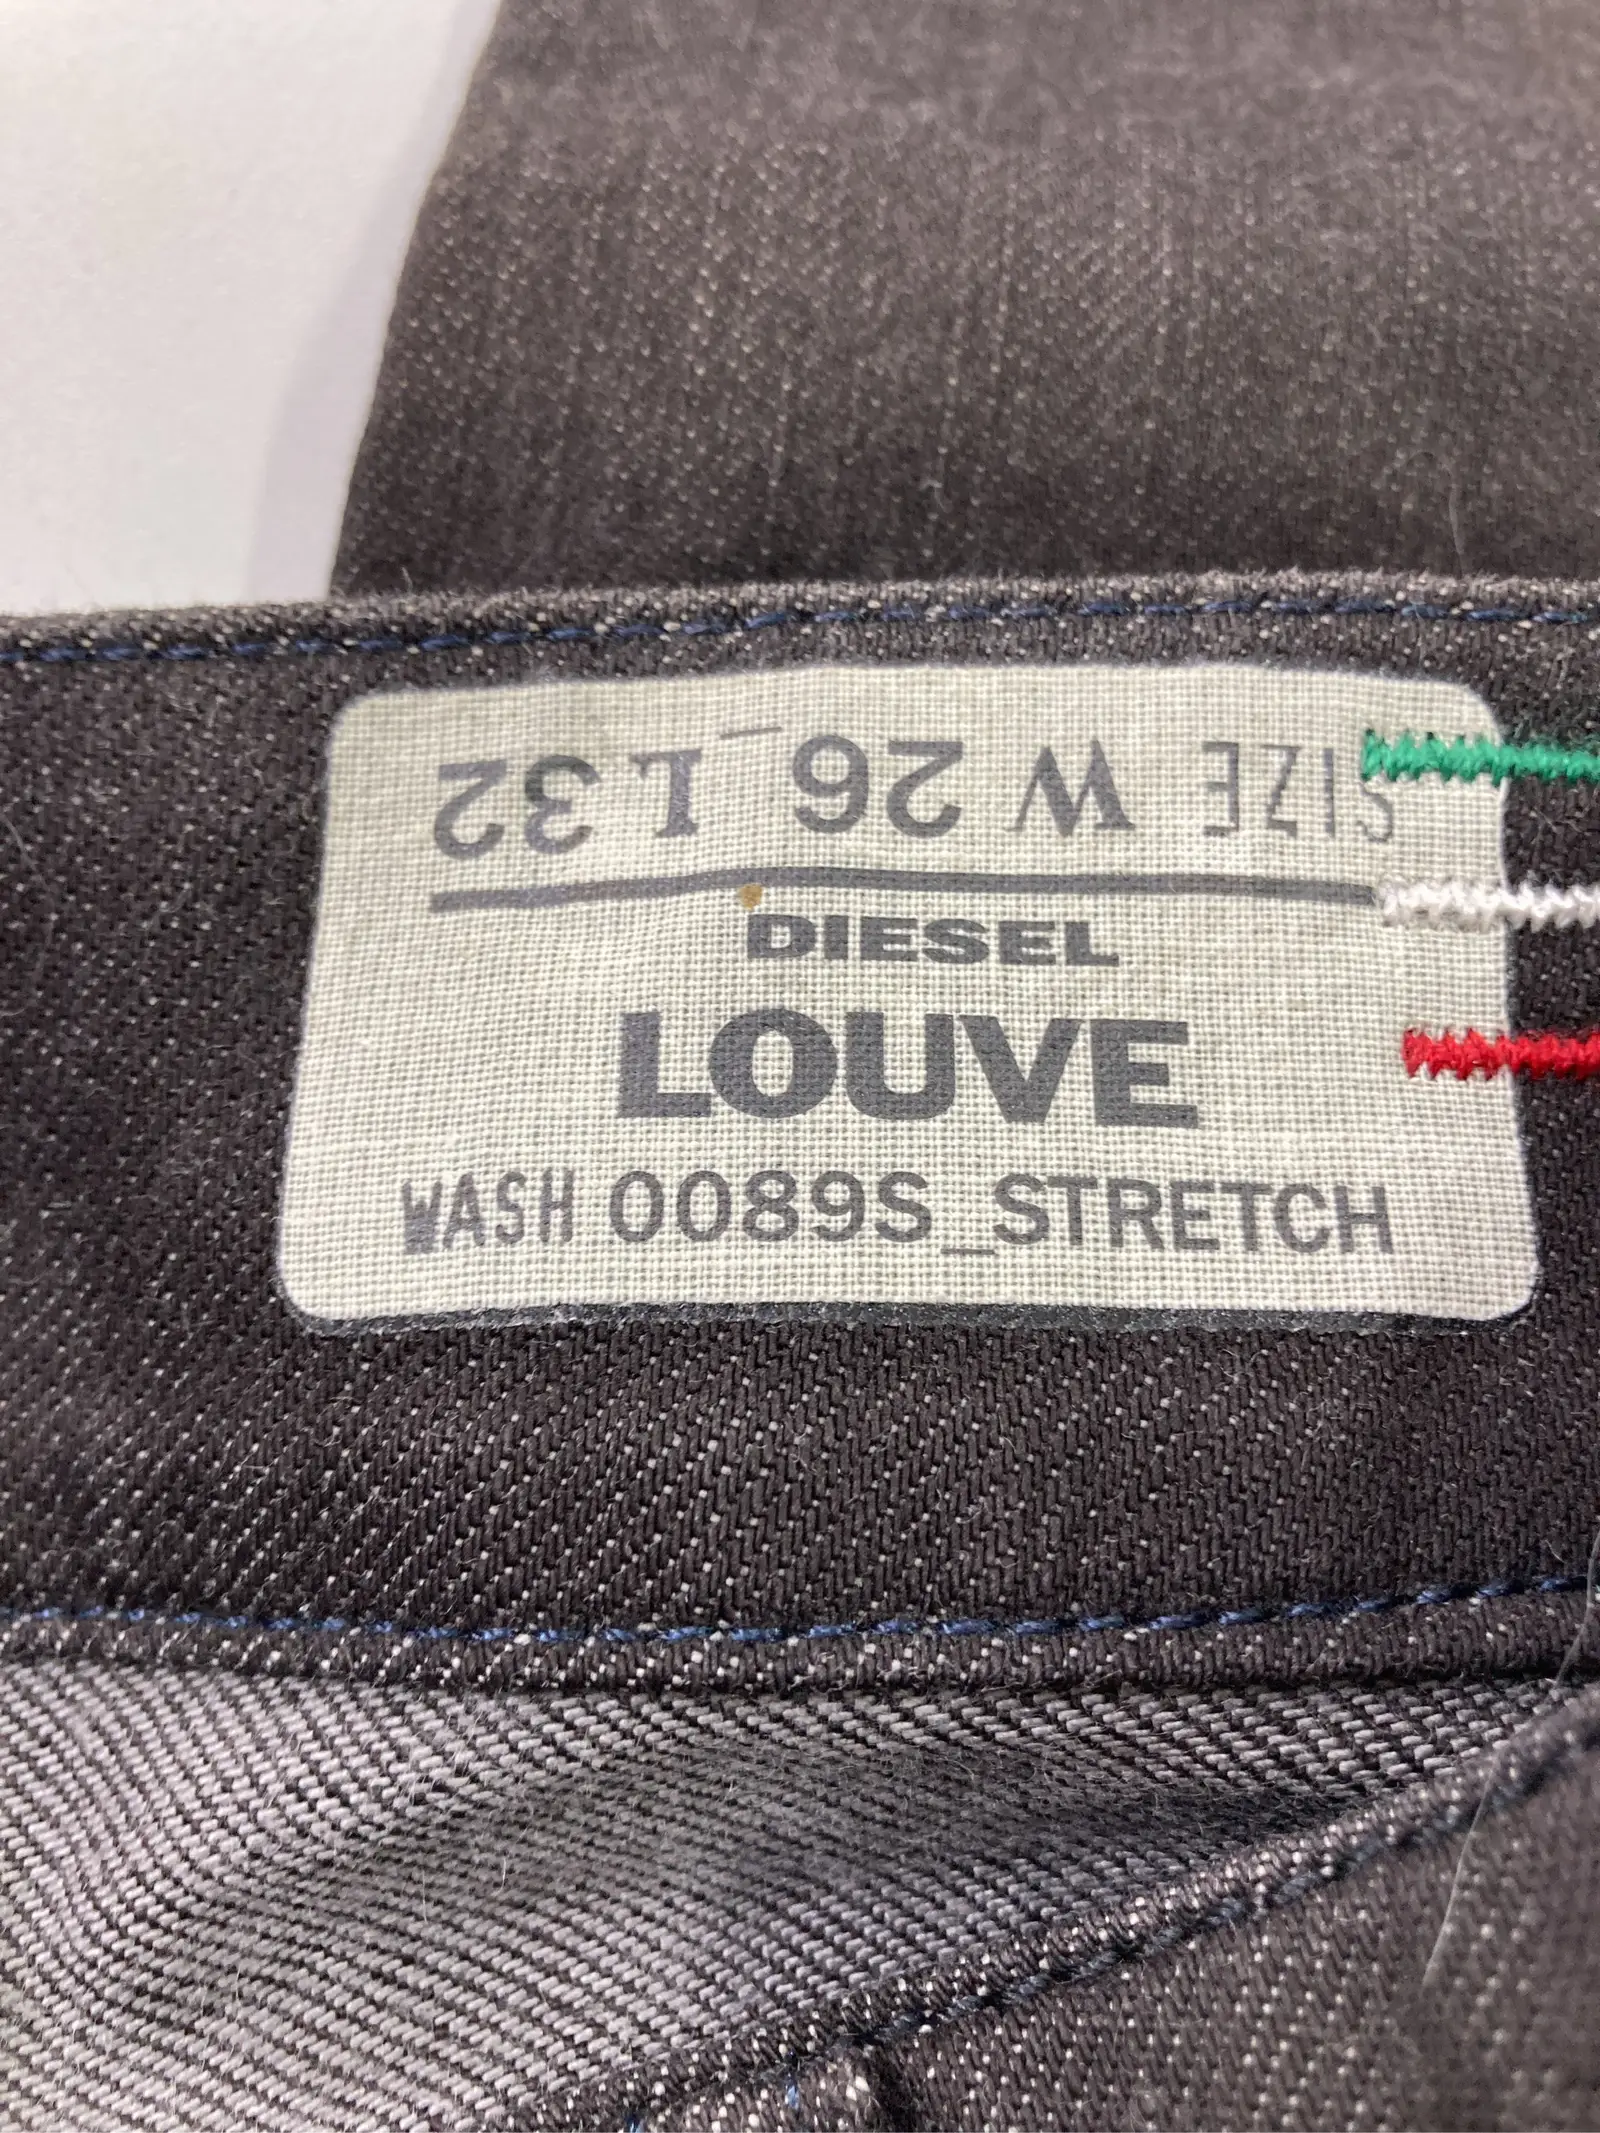 SIZE W 26_L 32
DIESEL
LOUVE
WASH 0089S_STRETCH